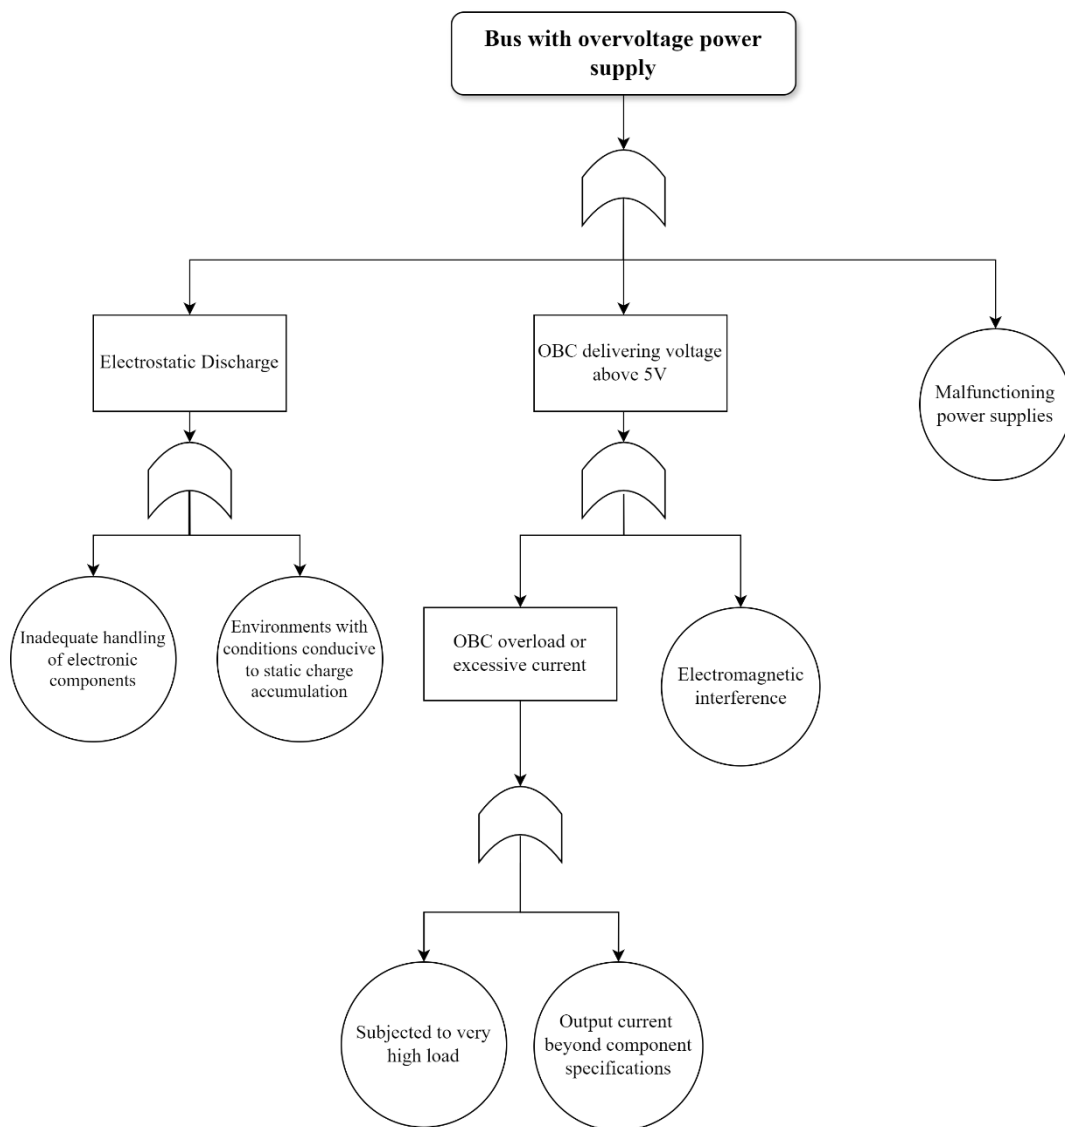 Bus with overvoltage power
supply
Electrostatic Discharge
OBC delivering voltage
above 5V
Malfunctioning
power supplies
Inadequate handling
of electronic
components
Environments with
conditions conducive
to static charge
accumulation
OBC overload or
excessive current
Electromagnetic
interference
Subjected to very
high load
Output current
beyond component
specifications